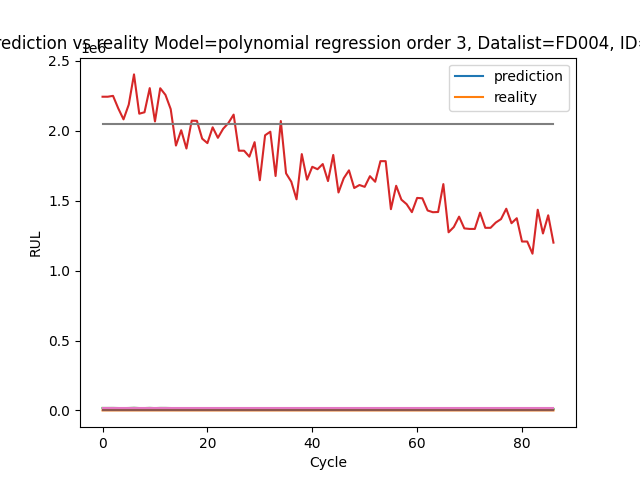 rediction vs reality Model=polynomial regression order 3, Datalist=FD004, ID=
1e6
prediction
reality
2.5
2.0
1.5
1.0
0.5
0.0
RUL
0 20 40 60 80
Cycle